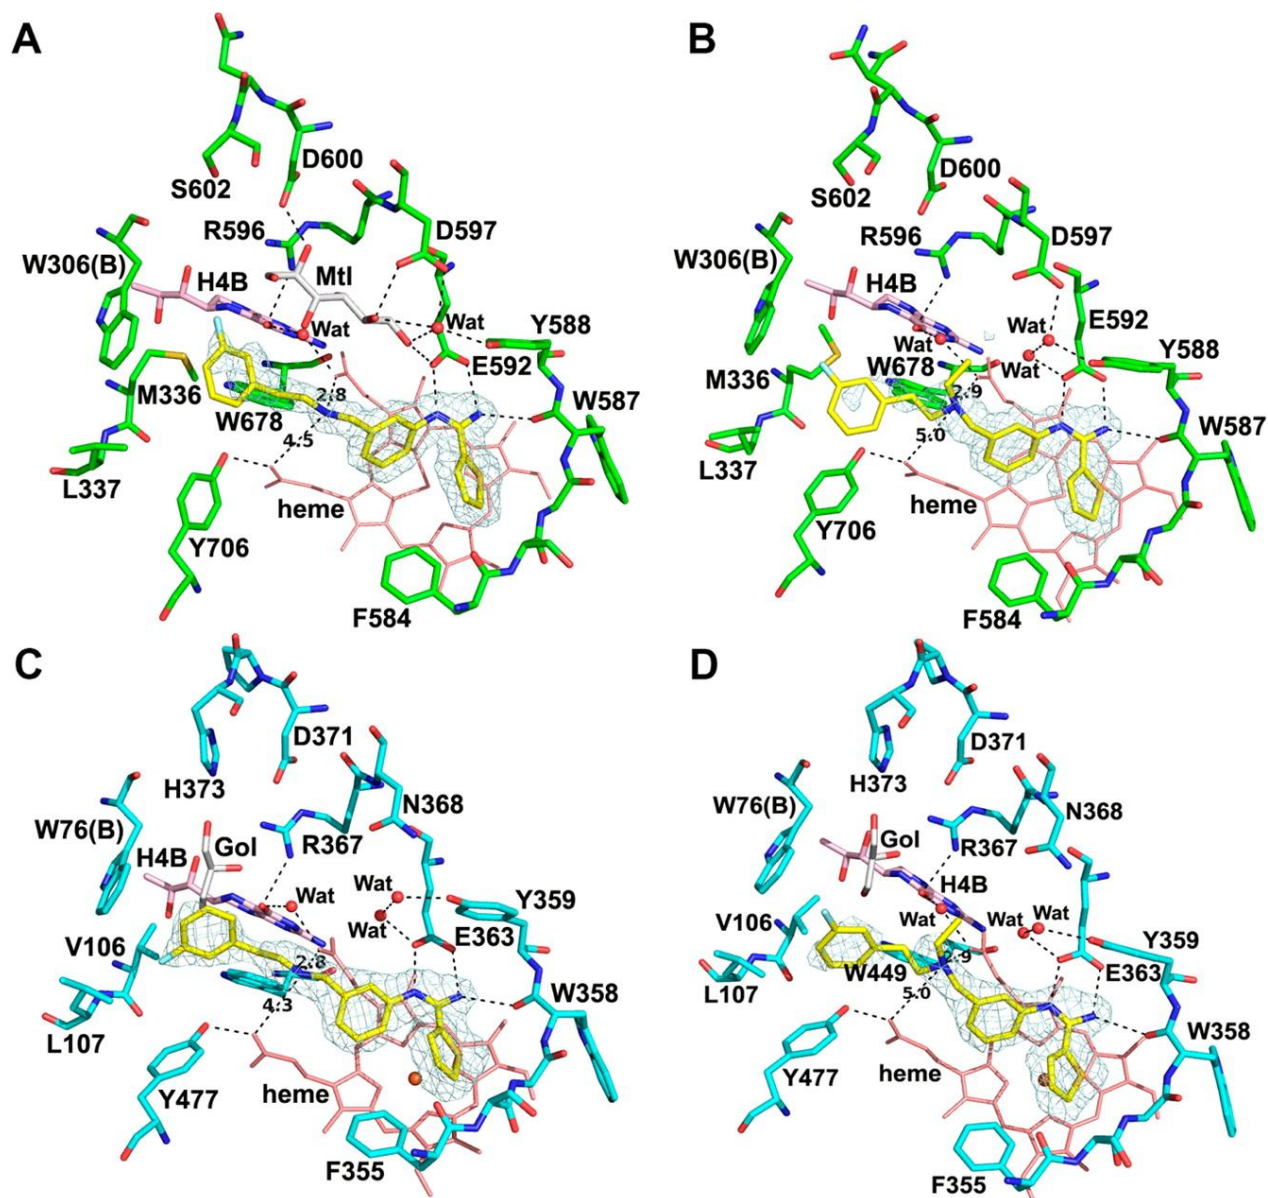 A
D600
S602
R596
D597
W306(B)
H4B
Mtl
Wat
Wat
Y588
M336
E592
2.8
W678
W587
4.5
L337
heme
Y706
F584
B
D600
S602
R596
D597
W306(B)
H4B
Wat
E592
Wat
Wat
Y588
M336
W678
2.9
W587
5.0
L337
heme
Y706
F584
C
D371
H373
N368
W76(B)
Gol
R367
H4B
Wat
Wat
Y359
Wat
V106
E363
2.8
W358
4.3
L107
heme
Y477
F355
D
D371
H373
W76(B)
N368
Gol
R367
H4B
V106
Wat
Wat
Wat
Y359
W449
2.9
E363
L107
5.0
W358
Y477
heme
F355